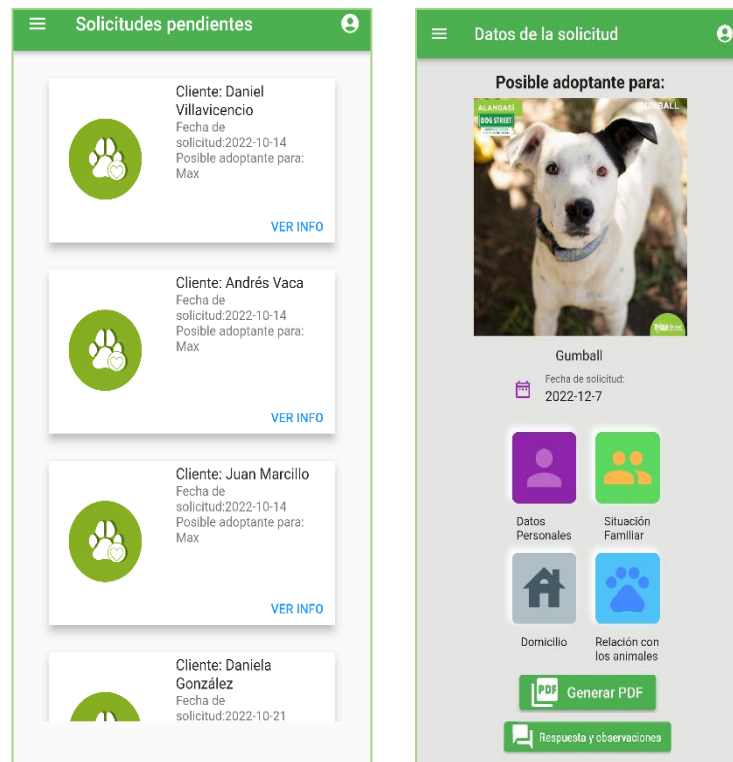 Solicitudes pendientes
Cliente: Daniel
Villavicencio
Fecha de
solicitud:2022-10-14
Posible adoptante para:
Max
VER INFO
Cliente: Andrés Vaca
Fecha de
solicitud:2022-10-14
Posible adoptante para:
Max
VER INFO
Cliente: Juan Marcillo
Fecha de
solicitud:2022-10-14
Posible adoptante para:
Max
VER INFO
Cliente: Daniela
González
Fecha de
solicitud:2022-10-21
Datos de la solicitud
Posible adoptante para:
ALANGASÍ
DOG STREET
GUMBALL
Gumball
Fecha de solicitud:
2022-12-7
Datos
Personales
Situación
Familiar
Domicilio
Relación con
los animales
PDF
Generar PDF
Respuesta y observaciones